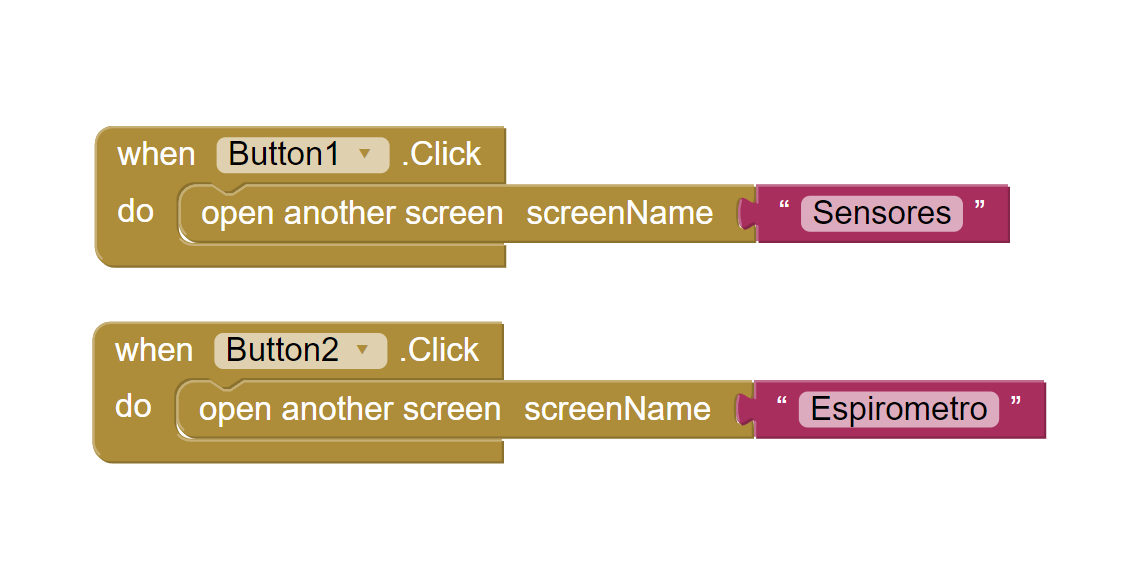 when Button1 .Click
do open another screen screenName “ Sensores ”
when Button2 .Click
do open another screen screenName “ Espirometro ”